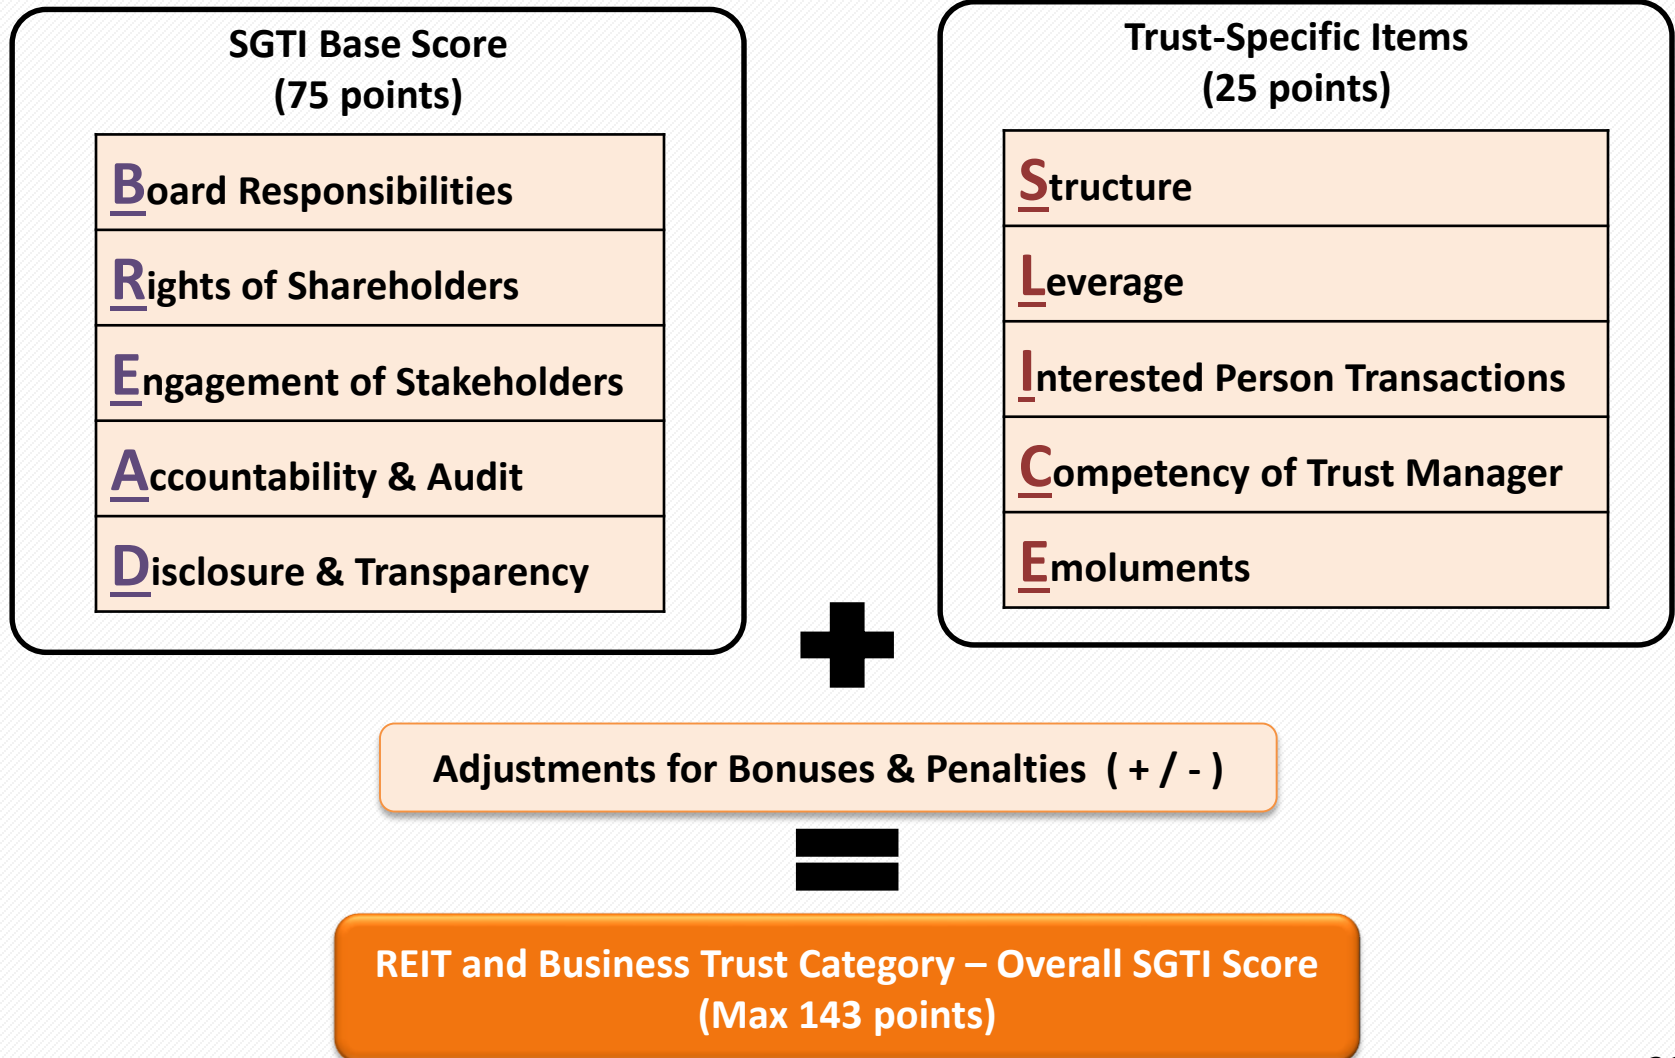 SGTI Base Score
(75 points)
Board Responsibilities
Rights of Shareholders
Engagement of Stakeholders
Accountability & Audit
Disclosure & Transparency
Trust-Specific Items
(25 points)
Structure
Leverage
Interested Person Transactions
Competency of Trust Manager
Emoluments
Adjustments for Bonuses & Penalties ( + / - )
REIT and Business Trust Category – Overall SGTI Score
(Max 143 points)